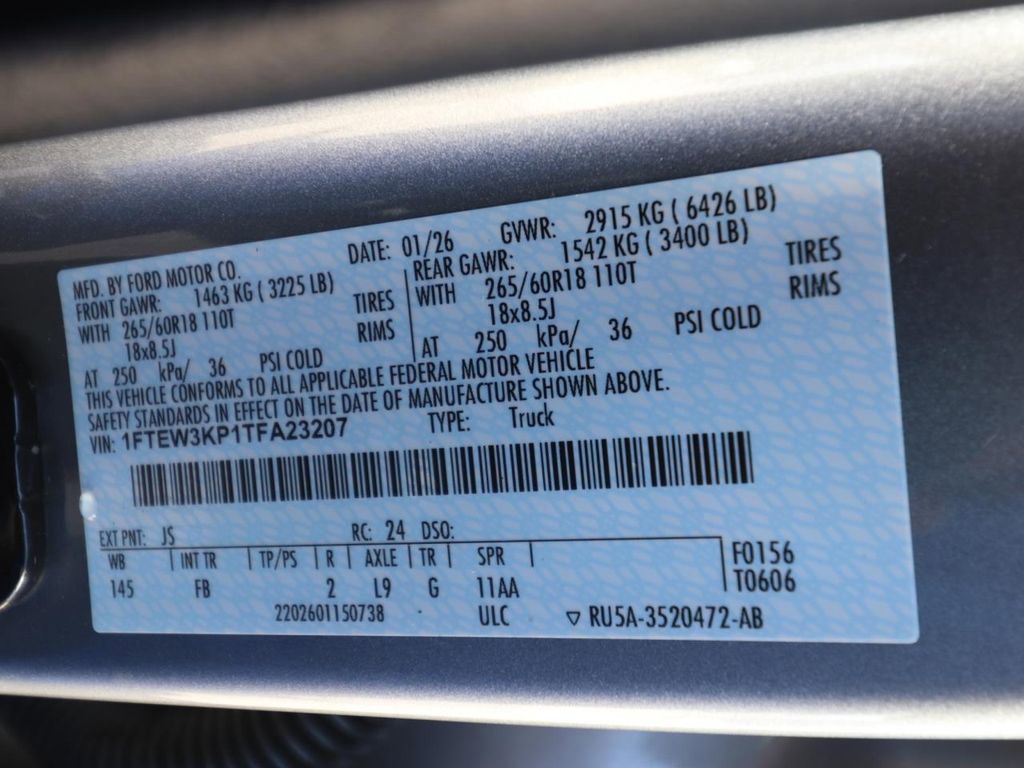 MFD. BY FORD MOTOR CO. DATE: 01/26 GVWR: 2915 KG ( 6426 LB)
FRONT GAWR: 1463 KG ( 3225 LB) REAR GAWR: 1542 KG ( 3400 LB)
WITH 265/60R18 110T TIRES WITH 265/60R18 110T TIRES
18x8.5J RIMS 18x8.5J RIMS
AT 250 kPa/ 36 PSI COLD AT 250 kPa/ 36 PSI COLD
THIS VEHICLE CONFORMS TO ALL APPLICABLE FEDERAL MOTOR VEHICLE
SAFETY STANDARDS IN EFFECT ON THE DATE OF MANUFACTURE SHOWN ABOVE.
VIN: 1FTEW3KP1TFA23207 TYPE: Truck
EXT PNT: JS RC: 24 DSO:
WB INT TR TP/PS R AXLE TR SPR F0156
145 FB 2 L9 G 11AA T0606
2202601150738 ULC ▽ RU5A-3520472-AB